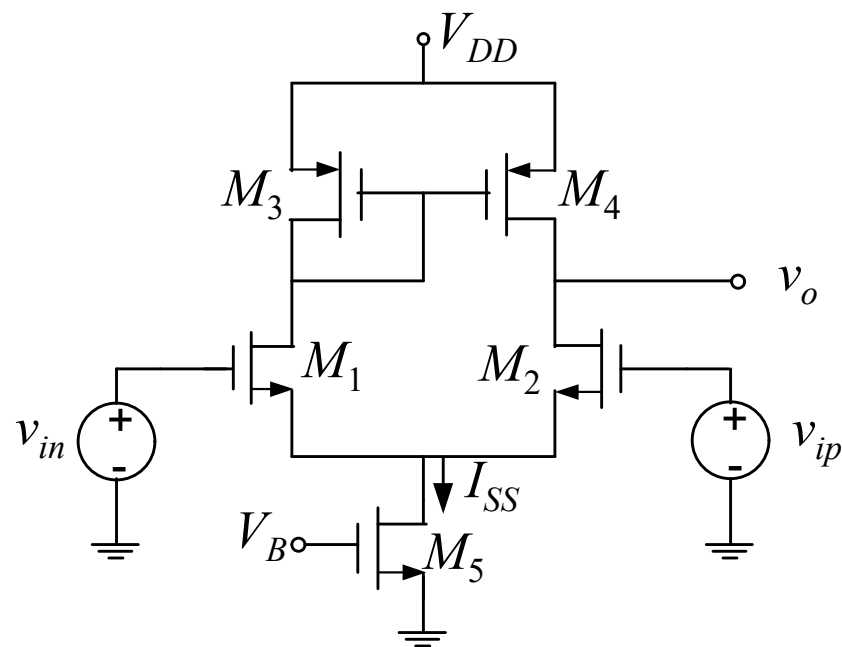 V_DD
M_3
M_4
v_o
M_1
M_2
+
-
v_in
+
-
v_ip
I_SS
V_B
M_5